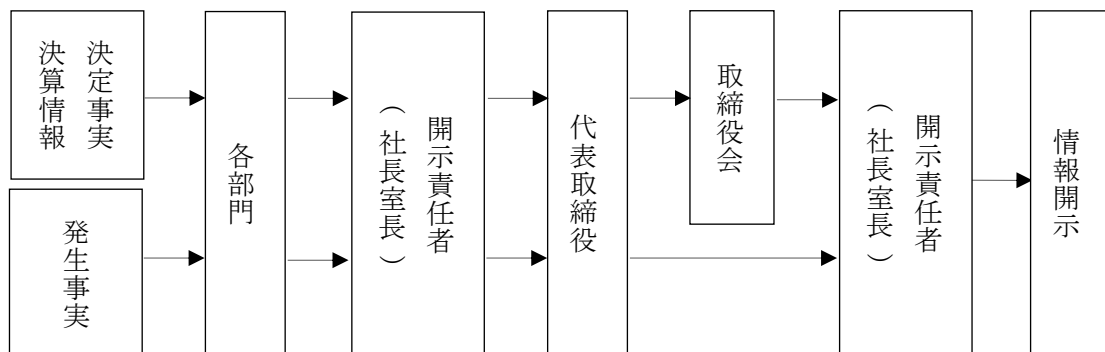 決定事実
決算情報
発生事実
各部門
開示責任者
（社長室長）
代表取締役
取締役会
開示責任者
（社長室長）
情報開示